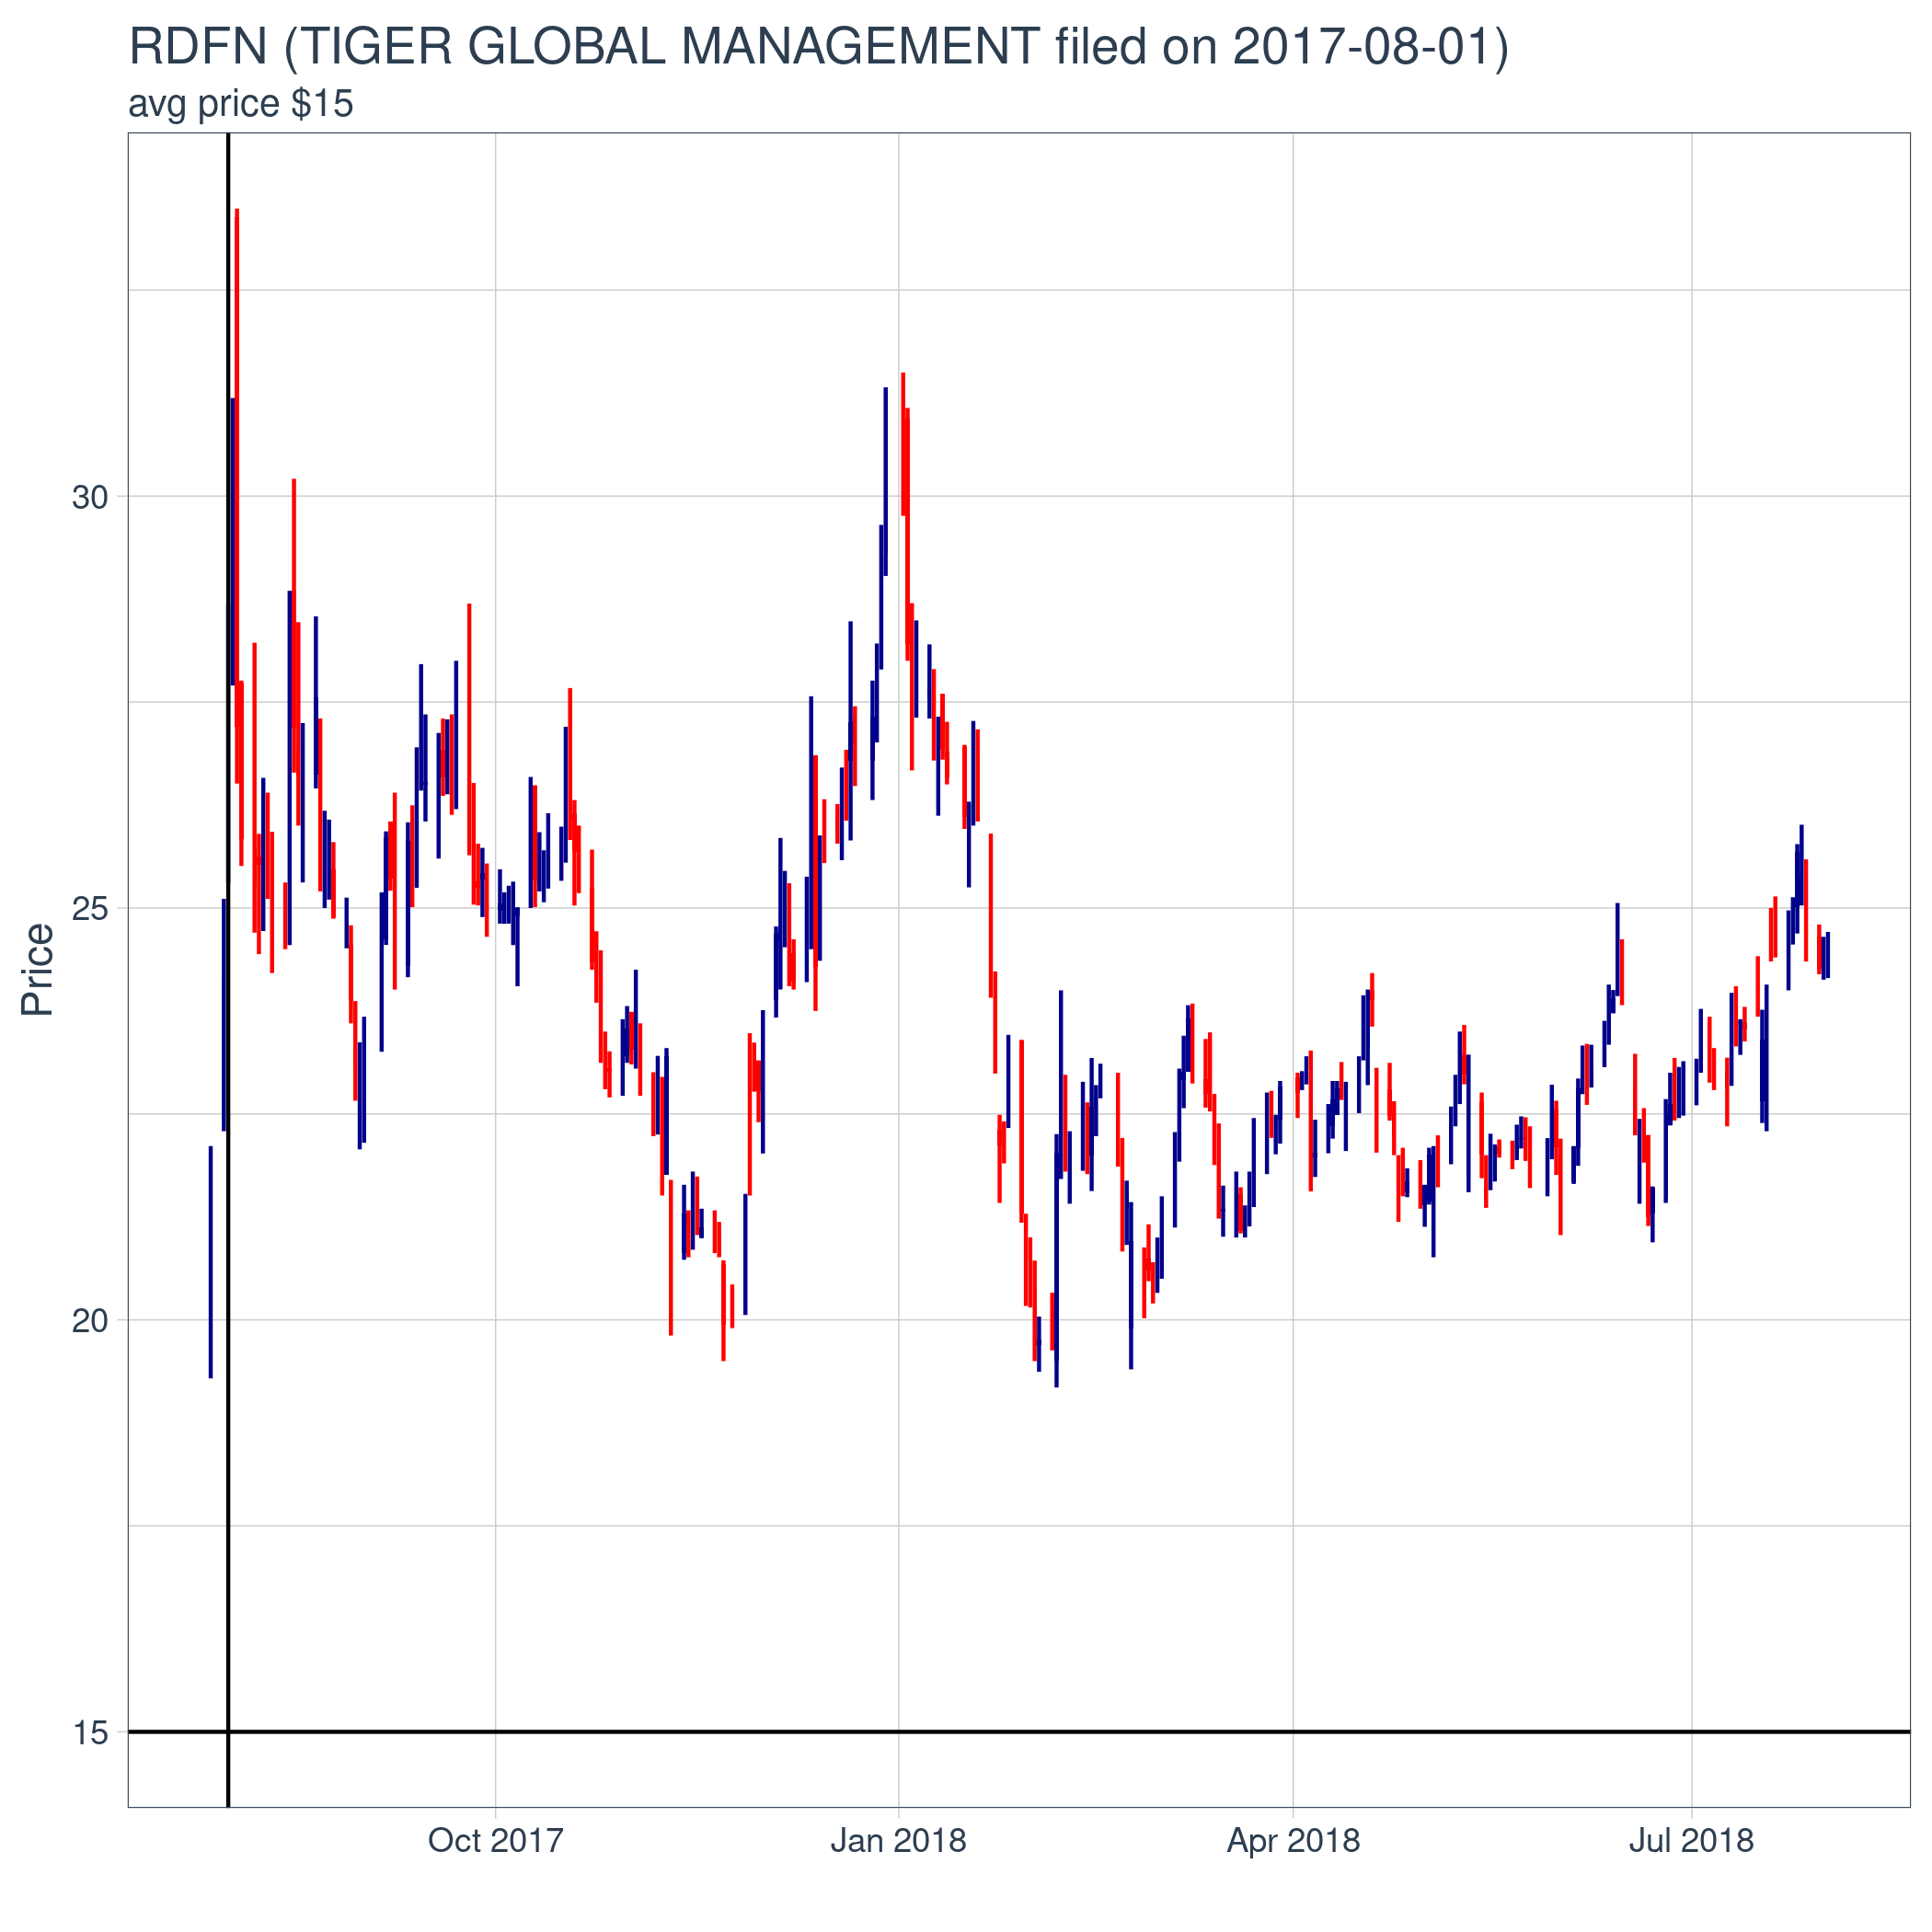 RDFN (TIGER GLOBAL MANAGEMENT filed on 2017-08-01)
avg price $15
Price
30
25
20
15
Oct 2017
Jan 2018
Apr 2018
Jul 2018